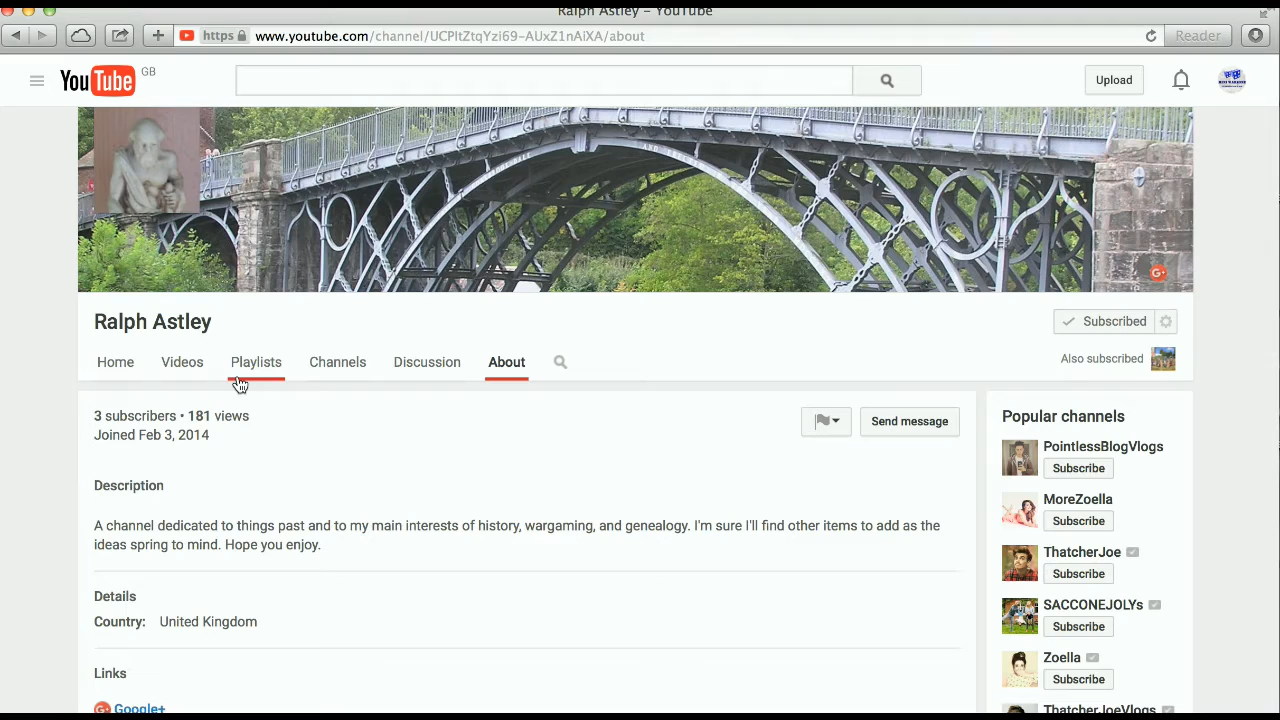 Ralph Astley – YouTube
https www.youtube.com/channel/UCPltZtqYzi69-AUxZ1nAiXA/about
Reader
YouTube GB
Upload
Ralph Astley
Subscribed
Home Videos Playlists Channels Discussion About
Also subscribed
3 subscribers • 181 views
Joined Feb 3, 2014
Send message
Description
A channel dedicated to things past and to my main interests of history, wargaming, and genealogy. I'm sure I'll find other items to add as the
ideas spring to mind. Hope you enjoy.
Details
Country: United Kingdom
Links
Google+
Popular channels
PointlessBlogVlogs
Subscribe
MoreZoella
Subscribe
ThatcherJoe
Subscribe
SACCONEJOLYs
Subscribe
Zoella
Subscribe
ThatcherJoeVlogs